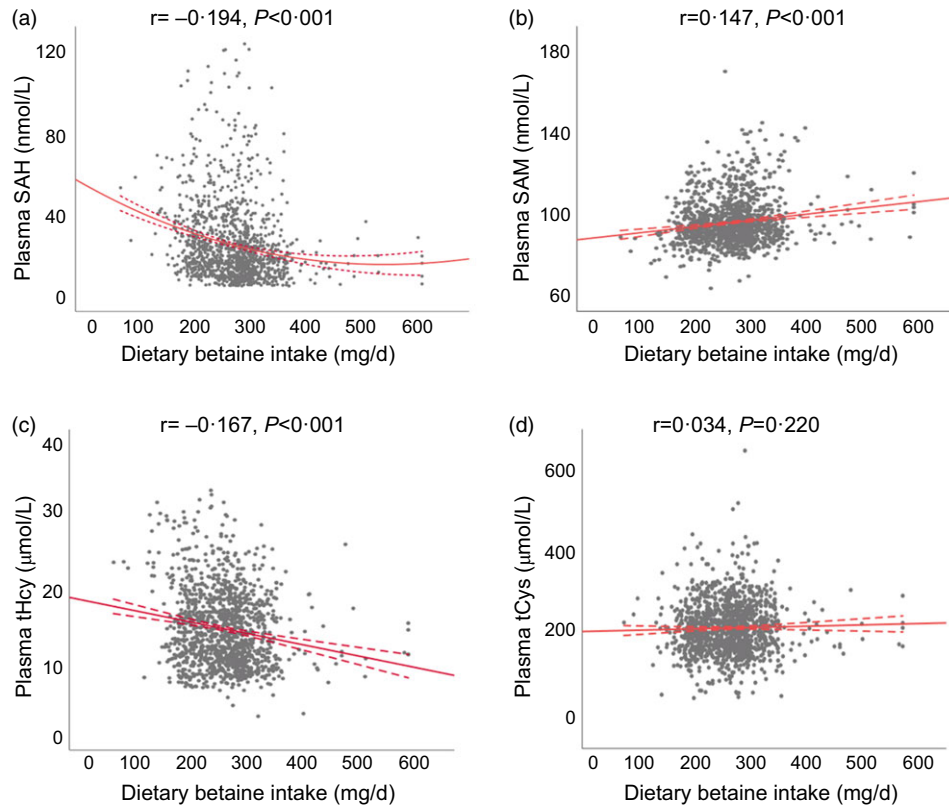 (a)
r= –0·194, P<0·001
120
80
40
0
Plasma SAH (nmol/L)
0 100 200 300 400 500 600
Dietary betaine intake (mg/d)
(b)
r=0·147, P<0·001
180
140
100
60
Plasma SAM (nmol/L)
0 100 200 300 400 500 600
Dietary betaine intake (mg/d)
(c)
r= –0·167, P<0·001
40
30
20
10
0
Plasma tHcy (μmol/L)
0 100 200 300 400 500 600
Dietary betaine intake (mg/d)
(d)
r=0·034, P=0·220
600
400
200
0
Plasma tCys (μmol/L)
0 100 200 300 400 500 600
Dietary betaine intake (mg/d)